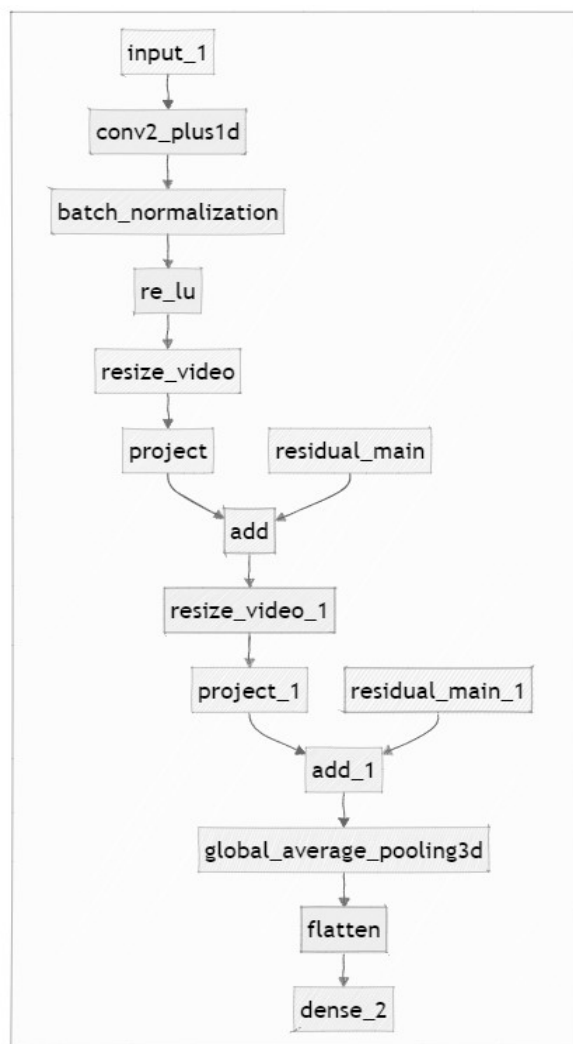 input_1
conv2_plus1d
batch_normalization
re_lu
resize_video
project
residual_main
add
resize_video_1
project_1
residual_main_1
add_1
global_average_pooling3d
flatten
dense_2